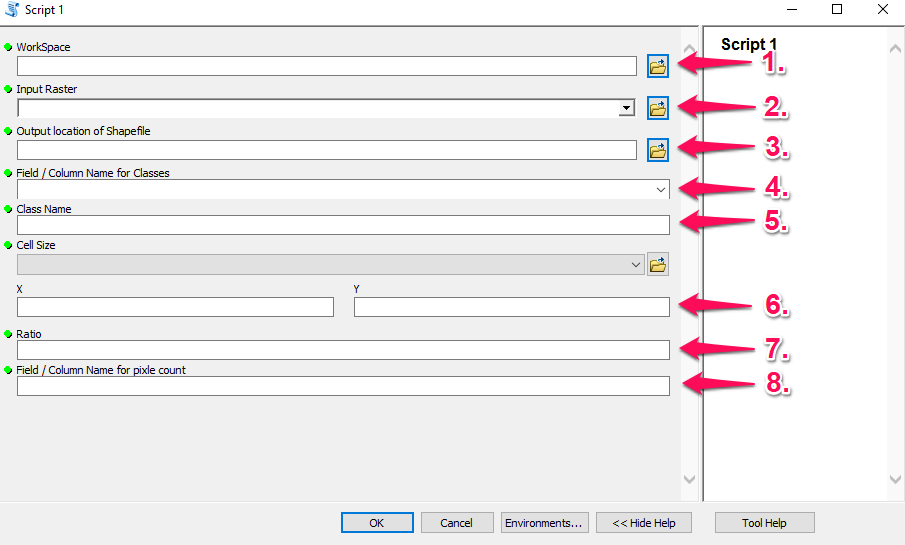 Script 1
WorkSpace
Script 1
1.
Input Raster
2.
Output location of Shapefile
3.
Field / Column Name for Classes
4.
Class Name
5.
Cell Size
X Y
6.
Ratio
7.
Field / Column Name for pixle count
8.
OK Cancel Environments... << Hide Help Tool Help